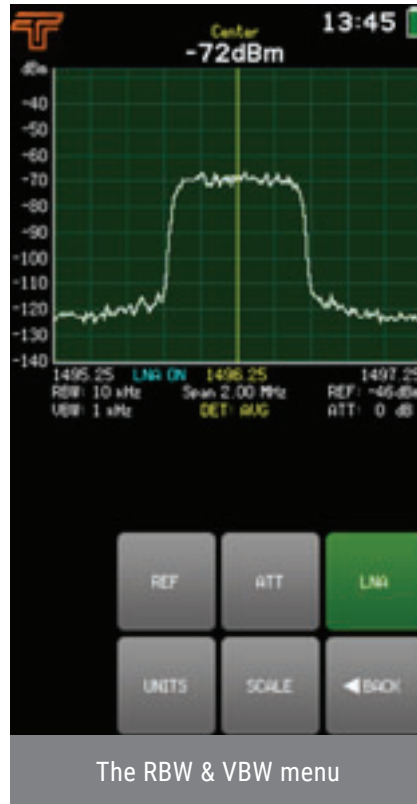 13:45
Center
-72dBm
dBm
-40
-50
-60
-70
-80
-90
-100
-110
-120
-130
-140
1495.25 LNA ON 1496.25 1497.25
RBW: 10 kHz Span 2.00 MHz REF: -46dBm
VBW: 1 kHz DET: AVG ATT: 0 dB
REF ATT LNA
UNITS SCALE ◀BACK
The RBW & VBW menu